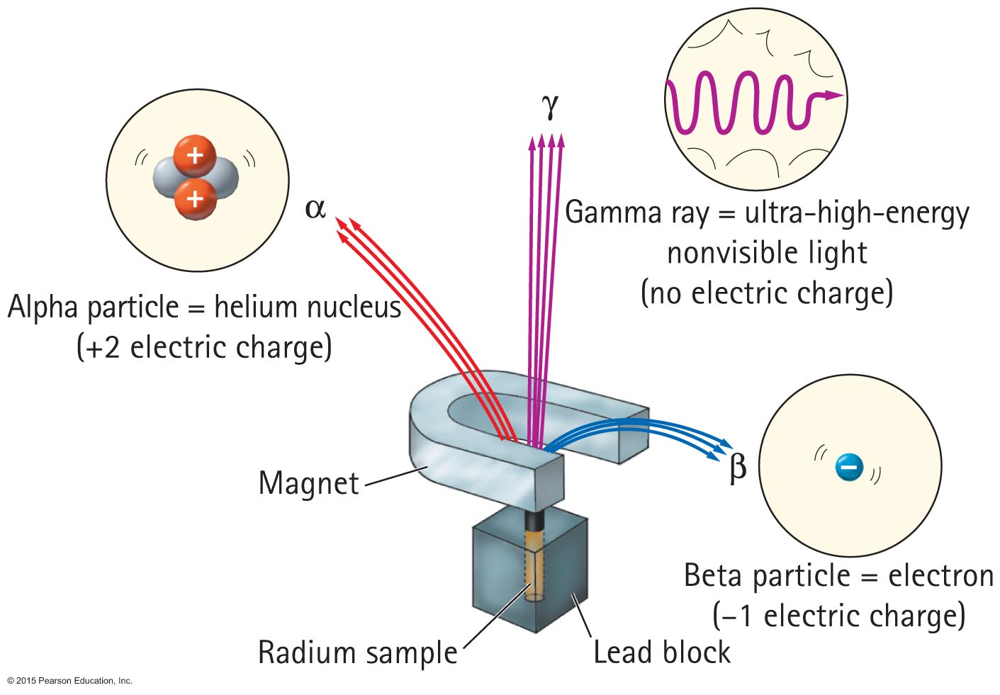 γ
+
+
α
Gamma ray = ultra-high-energy
nonvisible light
(no electric charge)
Alpha particle = helium nucleus
(+2 electric charge)
Magnet
β
−
Beta particle = electron
(−1 electric charge)
Radium sample
Lead block
© 2015 Pearson Education, Inc.